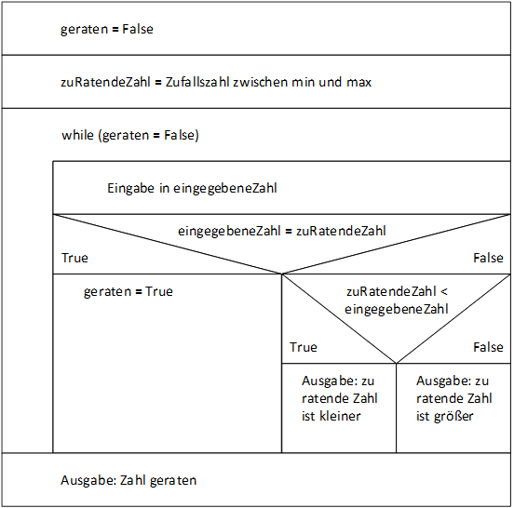 geraten = False
zuRatendeZahl = Zufallszahl zwischen min und max
while (geraten = False)
Eingabe in eingegebeneZahl
eingegebeneZahl = zuRatendeZahl
True
False
geraten = True
zuRatendeZahl <
eingegebeneZahl
True
False
Ausgabe: zu
ratende Zahl
ist kleiner
Ausgabe: zu
ratende Zahl
ist größer
Ausgabe: Zahl geraten